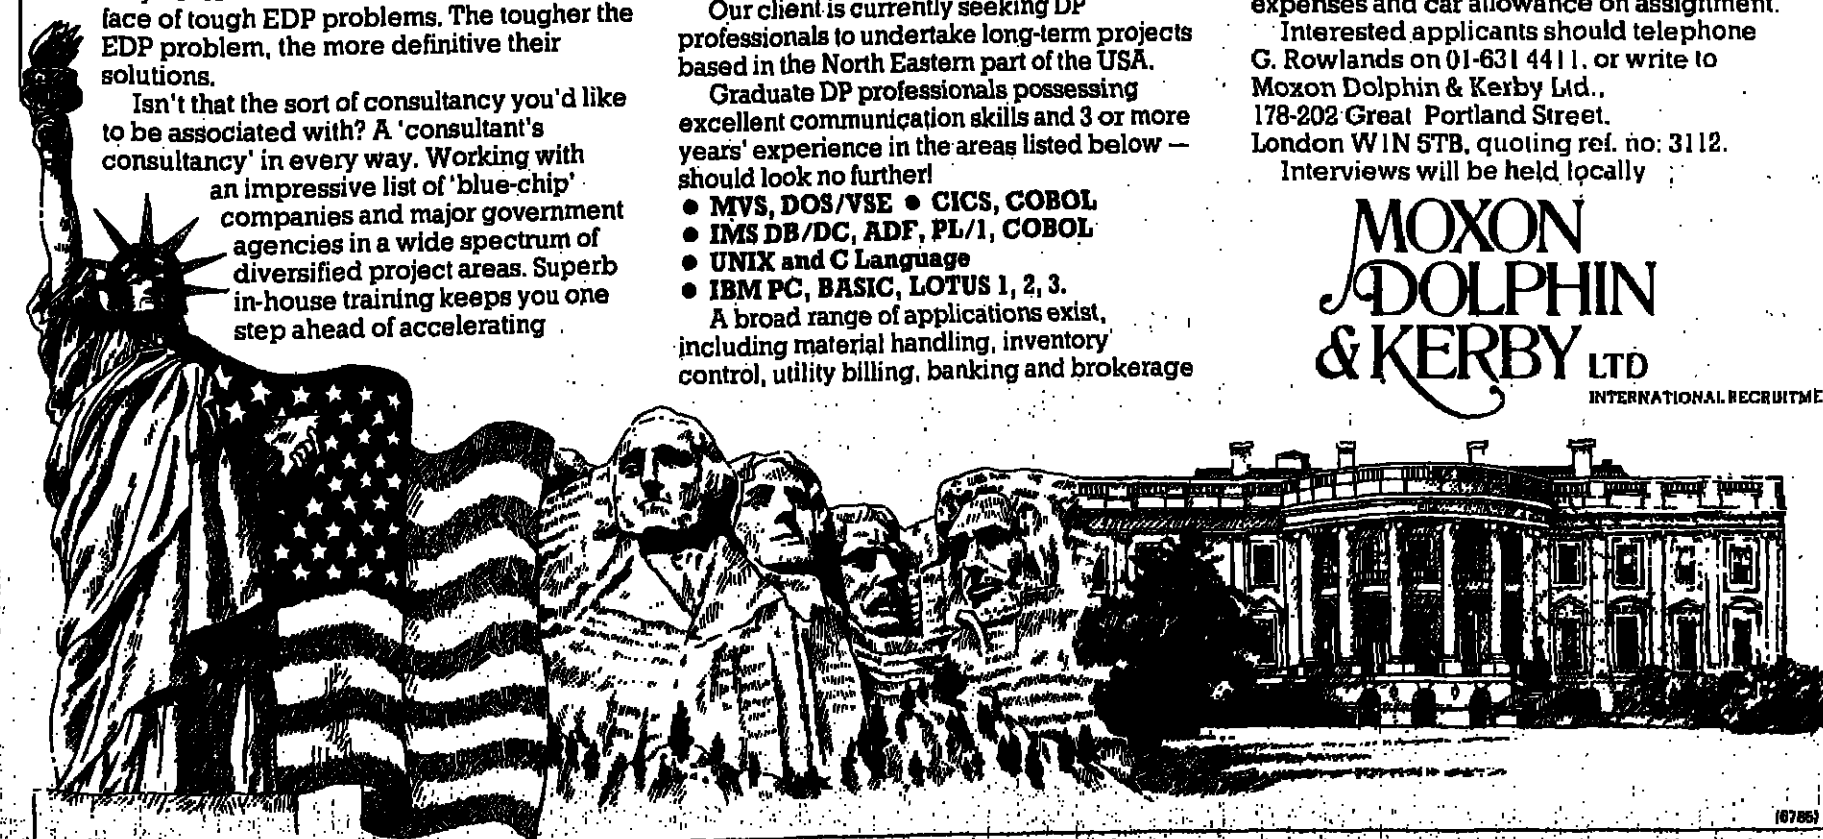 face of tough EDP problems. The tougher the
EDP problem, the more definitive their
solutions.
Isn't that the sort of consultancy you'd like
to be associated with? A 'consultant's
consultancy' in every way. Working with
an impressive list of 'blue-chip'
companies and major government
agencies in a wide spectrum of
diversified project areas. Superb
in-house training keeps you one
step ahead of accelerating
Our client is currently seeking DP
professionals to undertake long-term projects
based in the North Eastern part of the USA.
Graduate DP professionals possessing
excellent communication skills and 3 or more
years' experience in the areas listed below —
should look no further!
● MVS, DOS/VSE ● CICS, COBOL
● IMS DB/DC, ADF, PL/1, COBOL
● UNIX and C Language
● IBM PC, BASIC, LOTUS 1, 2, 3.
A broad range of applications exist,
including material handling, inventory
control, utility billing, banking and brokerage
expenses and car allowance on assignment.
Interested applicants should telephone
G. Rowlands on 01-631 4411, or write to
Moxon Dolphin & Kerby Ltd.,
178-202 Great Portland Street,
London W1N 5TB, quoting ref. no: 3112.
Interviews will be held locally
MOXON
DOLPHIN
& KERBY LTD
INTERNATIONAL RECRUITME
(6785)